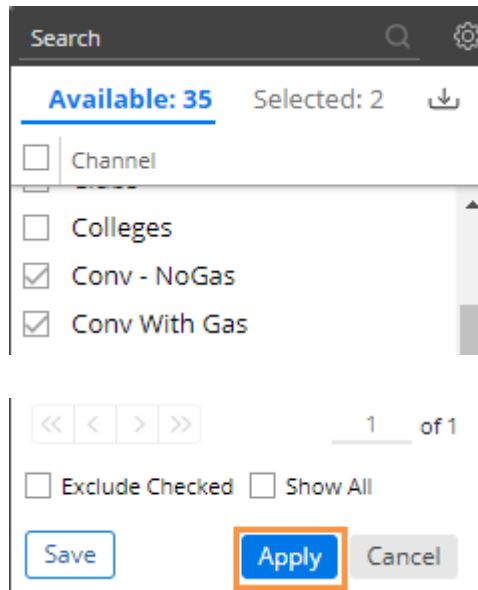 Search
Available: 35 Selected: 2
Channel
Colleges
Conv - NoGas
Conv With Gas
1 of 1
Exclude Checked Show All
Save Apply Cancel